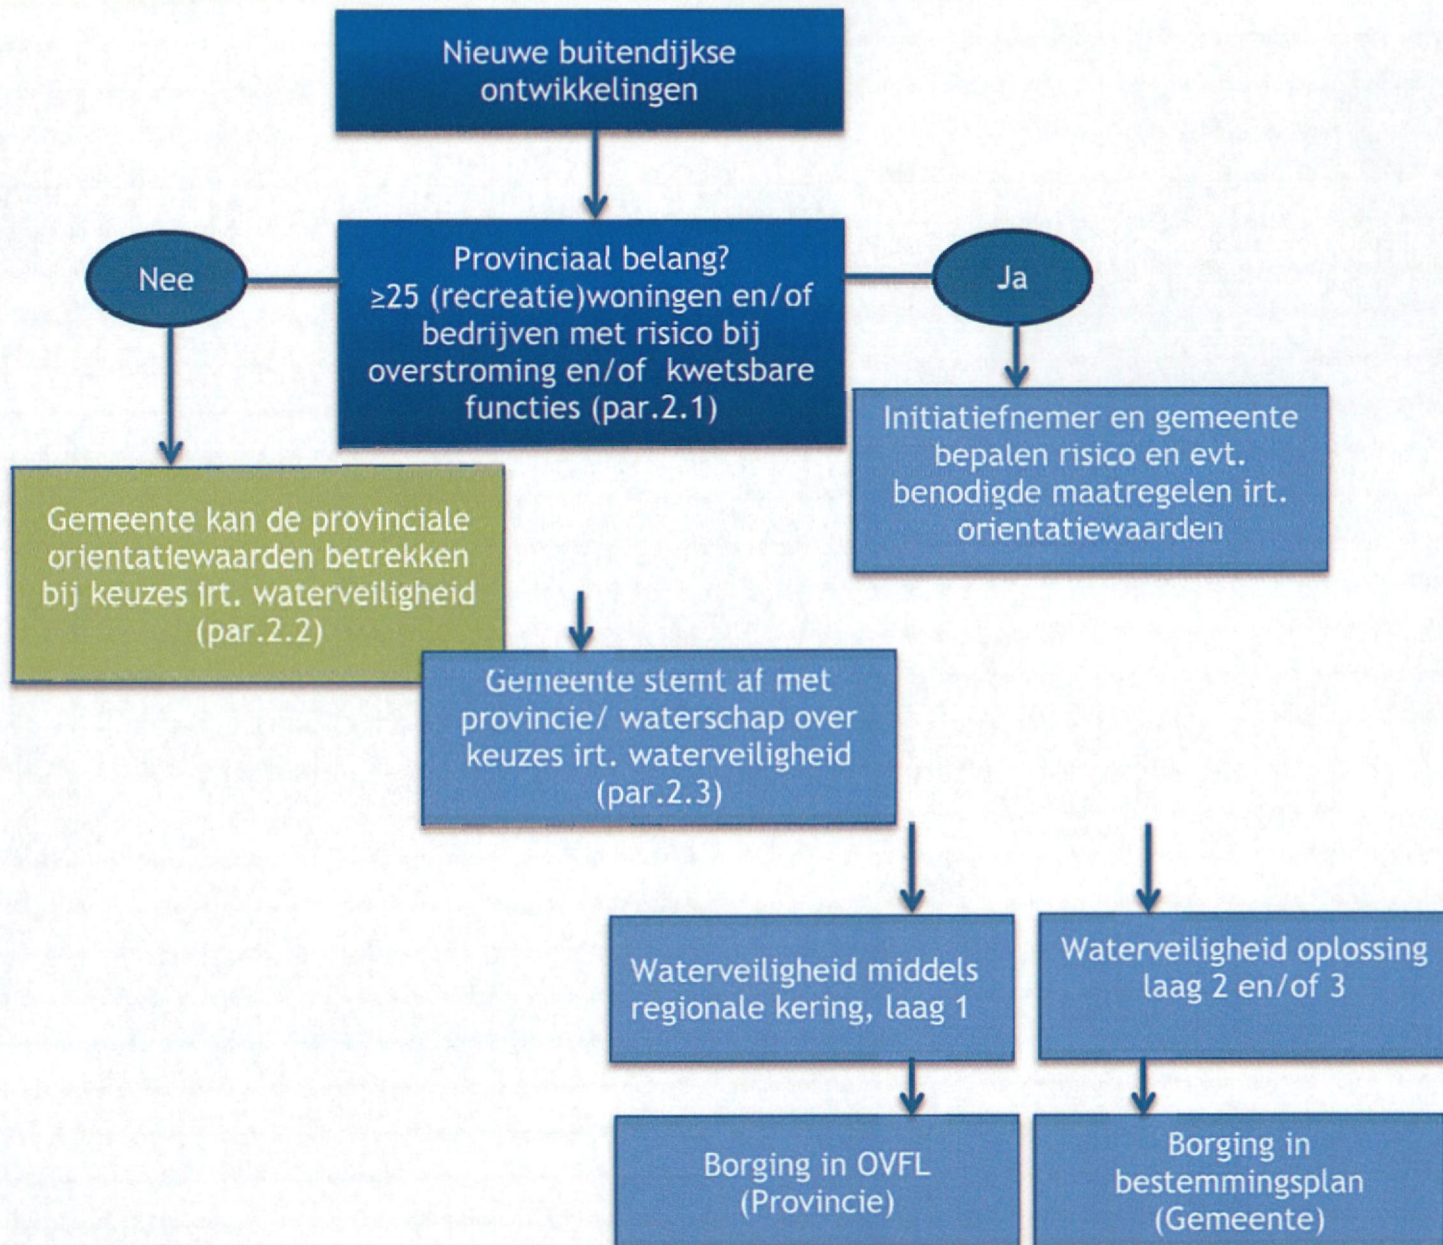 Nieuwe buitendijkse
ontwikkelingen
Nee
Provinciaal belang?
≥25 (recreatie)woningen en/of
bedrijven met risico bij
overstroming en/of kwetsbare
functies (par.2.1)
Ja
Initiatiefnemer en gemeente
bepalen risico en evt.
benodigde maatregelen irt.
orientatiewaarden
Gemeente kan de provinciale
orientatiewaarden betrekken
bij keuzes irt. waterveiligheid
(par.2.2)
Gemeente stemt af met
provincie/ waterschap over
keuzes irt. waterveiligheid
(par.2.3)
Waterveiligheid middels
regionale kering, laag 1
Waterveiligheid oplossing
laag 2 en/of 3
Borging in OVFL
(Provincie)
Borging in
bestemmingsplan
(Gemeente)